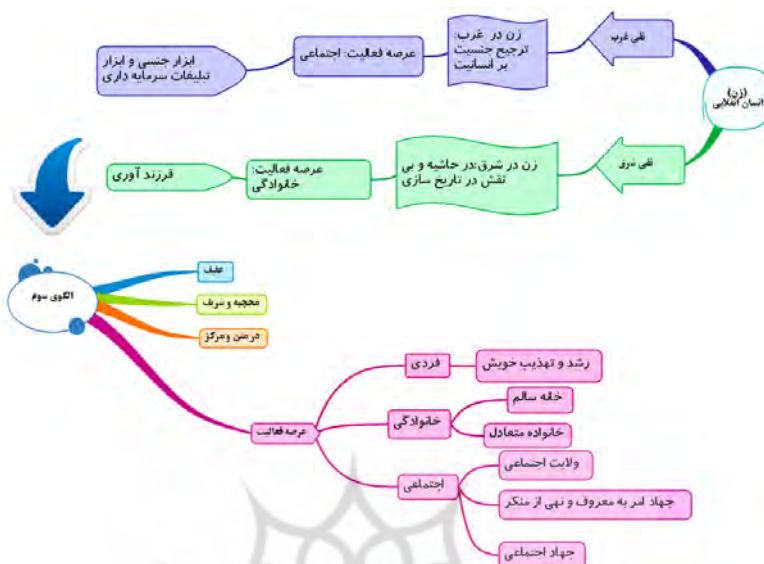 (زن)
انسان انقلابی
نفی غرب
زن در غرب:
ترجیح جنسیت
بر انسانیت
عرصه فعالیت: اجتماعی
ابزار جنسی و ابزار
تبلیغات سرمایه داری
نفی شرق
زن در شرق:در حاشیه و بی
نقش در تاریخ سازی
عرصه فعالیت:
خانوادگی
فرزند آوری
الگوی سوم
عفیف
محجبه و شریف
در متن و مرکز
عرصه فعالیت
فردی
رشد و تهذیب خویش
خانوادگی
خانه سالم
خانواده متعادل
اجتماعی
ولایت اجتماعی
جهاد امر به معروف و نهی از منکر
جهاد اجتماعی